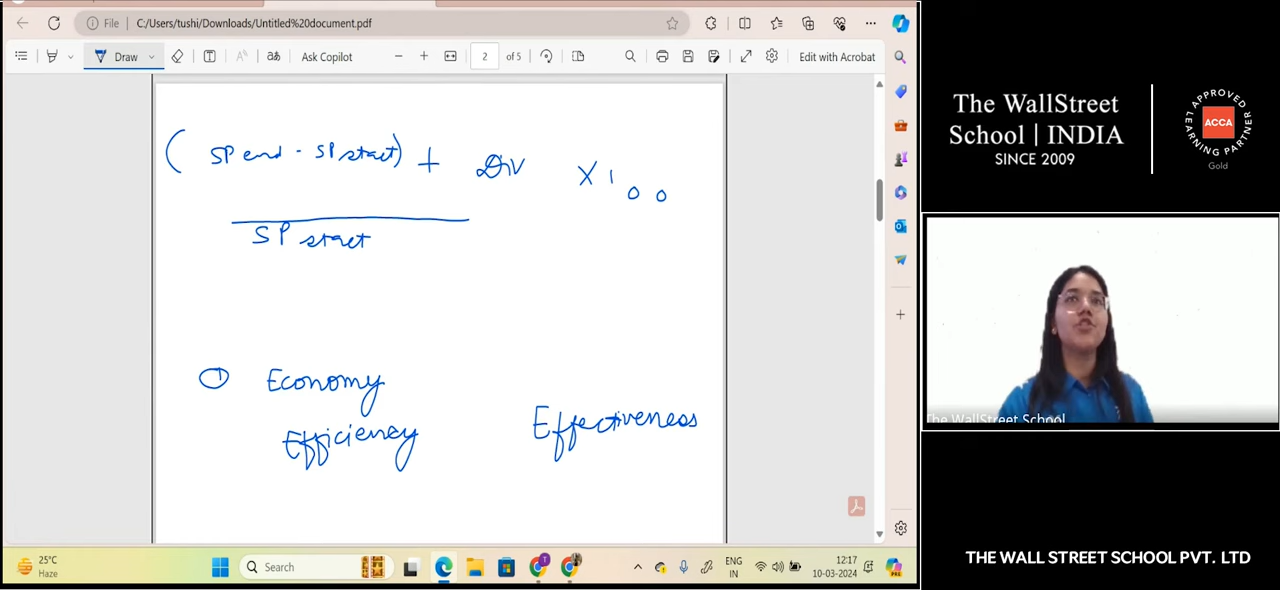 File C:/Users/tushi/Downloads/Untitled%20document.pdf
Draw Ask Copilot 2 of 5 Edit with Acrobat
( SP end - SP start) + Div X 100
SP start
① Economy
Efficiency
Effectiveness
The WallStreet
School | INDIA
SINCE 2009
APPROVED LEARNING PARTNER
ACCA
Gold
The WallStreet School
THE WALL STREET SCHOOL PVT. LTD
25°C
Haze
Search
ENG
IN
12:17
10-03-2024